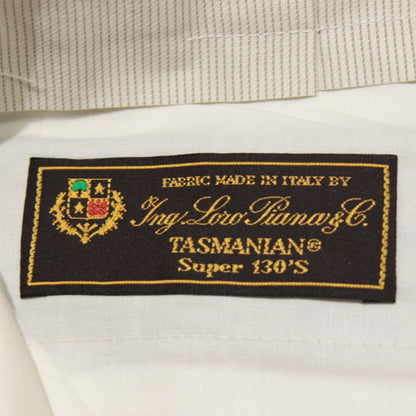 FABRIC MADE IN ITALY BY
Ing. Loro Piana & C.
TASMANIAN®
Super 130'S